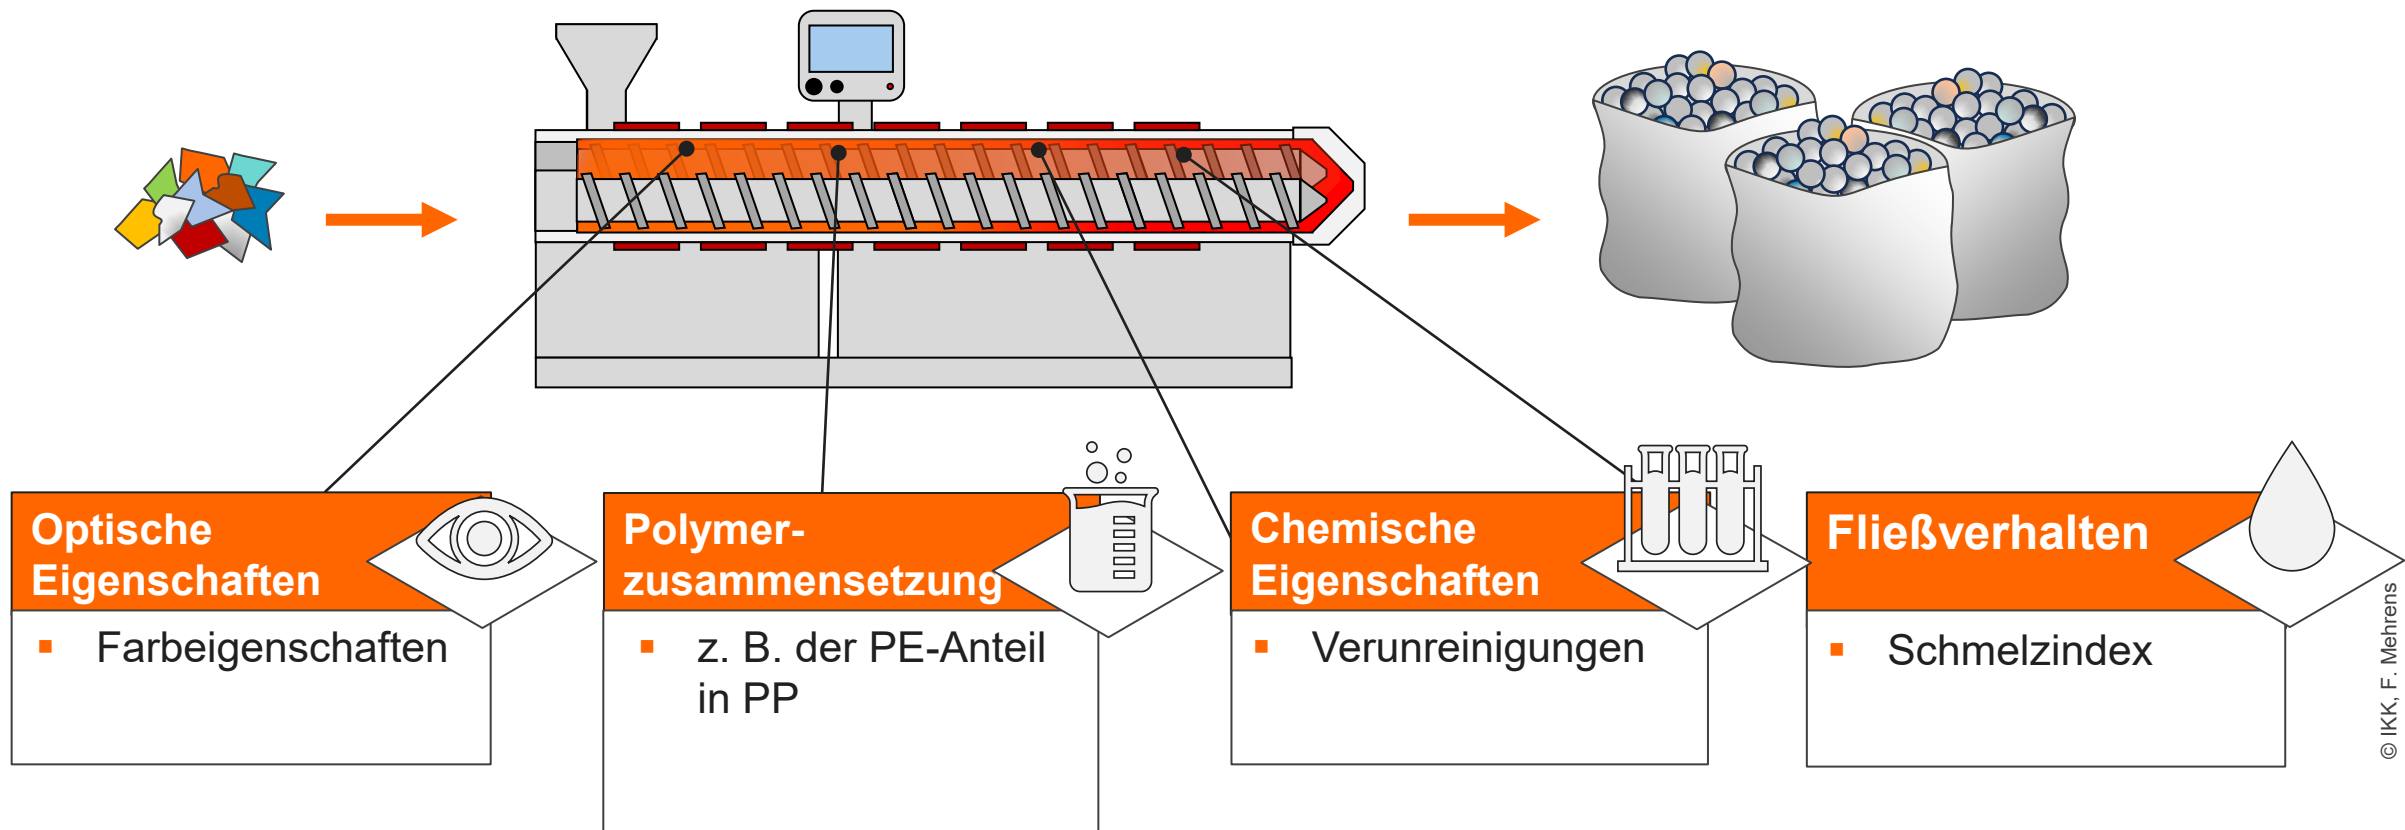 Optische
Eigenschaften
Farbeigenschaften
Polymer-
zusammensetzung
z. B. der PE-Anteil
in PP
Chemische
Eigenschaften
Verunreinigungen
Fließverhalten
Schmelzindex
© IKK, F. Mehrens